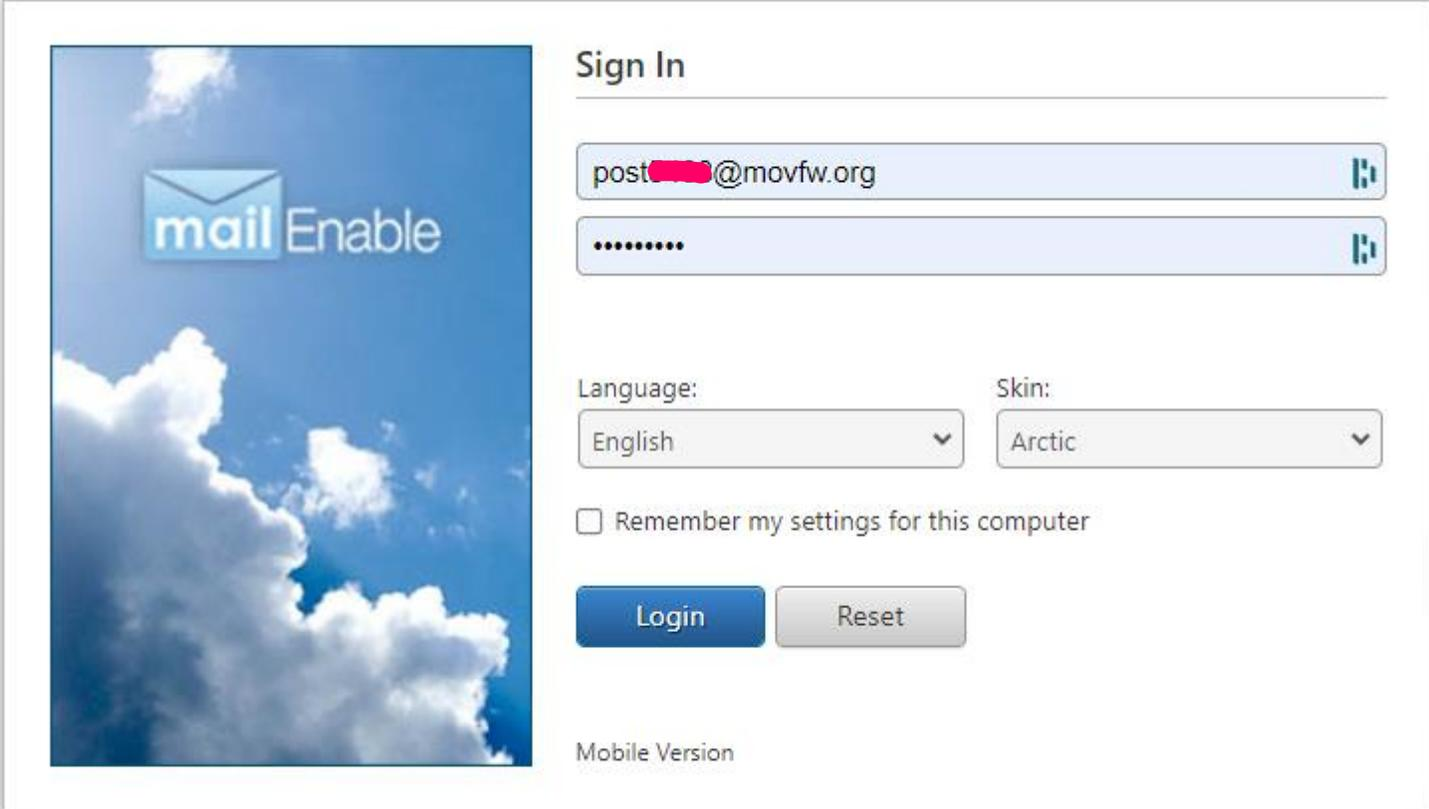 mail Enable
Sign In
post@movfw.org
•••••••••
Language:
Skin:
English
Arctic
Remember my settings for this computer
Login
Reset
Mobile Version